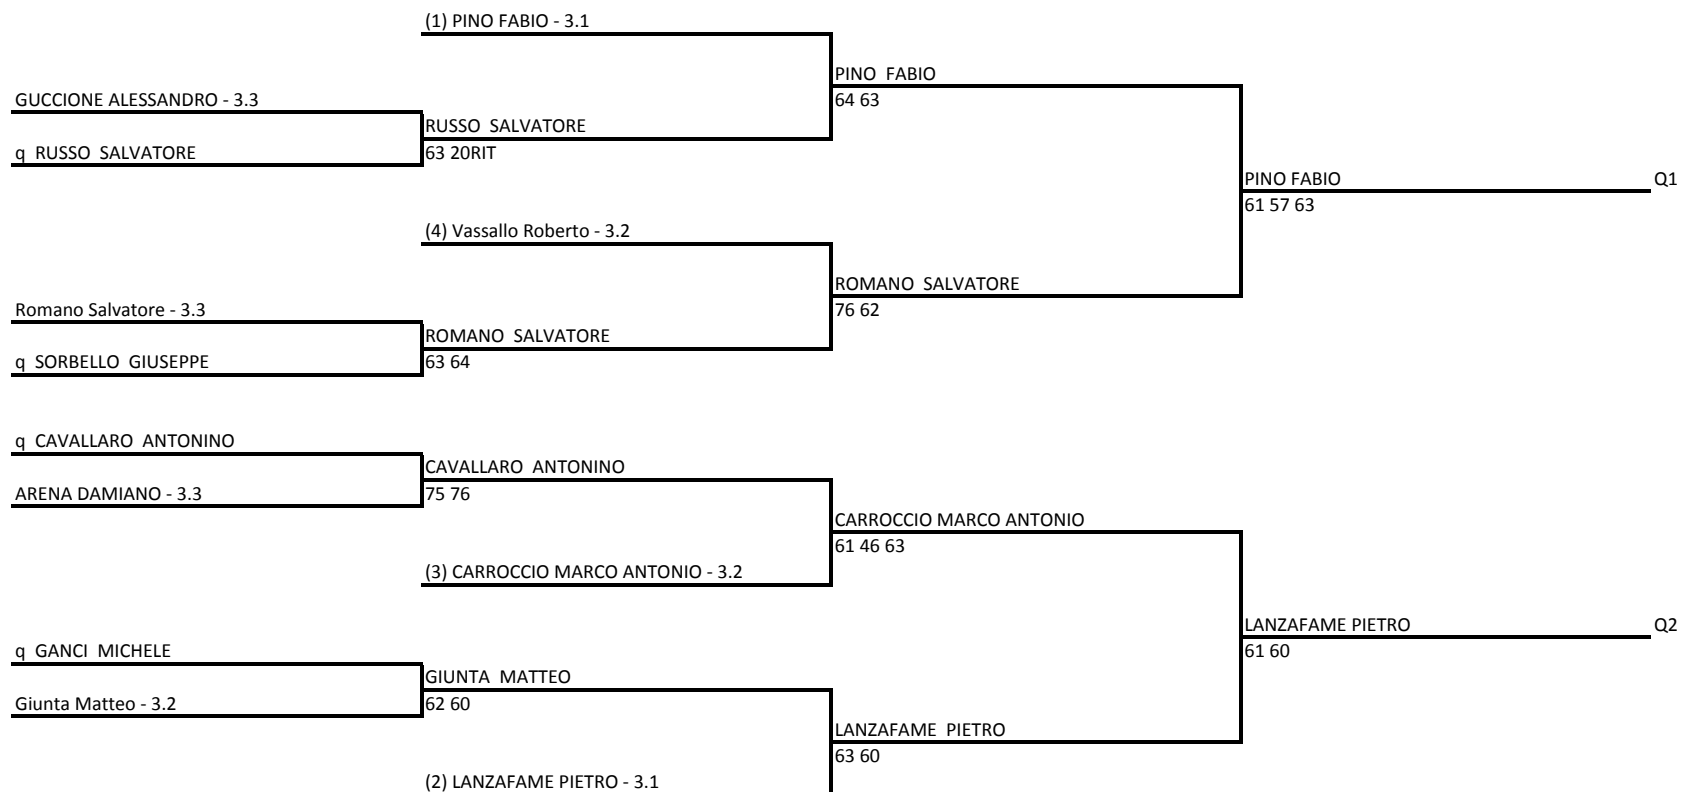 (1) PINO FABIO - 3.1
PINO  FABIO
GUCCIONE ALESSANDRO - 3.3
64 63
RUSSO  SALVATORE
q  RUSSO  SALVATORE
63 20RIT
PINO FABIO
Q1
61 57 63
(4) Vassallo Roberto - 3.2
ROMANO  SALVATORE
Romano Salvatore - 3.3
76 62
ROMANO  SALVATORE
q  SORBELLO  GIUSEPPE
63 64
q  CAVALLARO  ANTONINO
CAVALLARO  ANTONINO
ARENA DAMIANO - 3.3
75 76
CARROCCIO MARCO ANTONIO
61 46 63
(3) CARROCCIO MARCO ANTONIO - 3.2
LANZAFAME PIETRO
Q2
q  GANCI  MICHELE
61 60
GIUNTA  MATTEO
Giunta Matteo - 3.2
62 60
LANZAFAME  PIETRO
63 60
(2) LANZAFAME PIETRO - 3.1